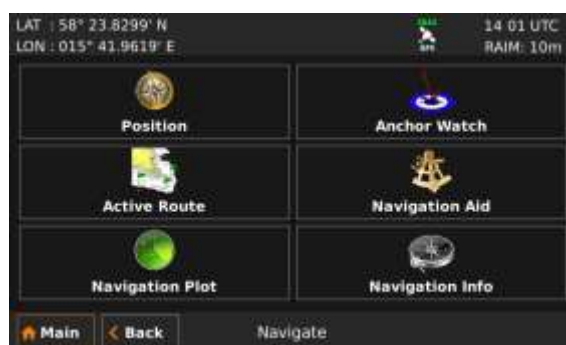 LAT : 58° 23.8299' N
LON : 015° 41.9619' E
14 01 UTC
RAIM: 10m
Position
Anchor Watch
Active Route
Navigation Aid
Navigation Plot
Navigation Info
Main
< Back
Navigate